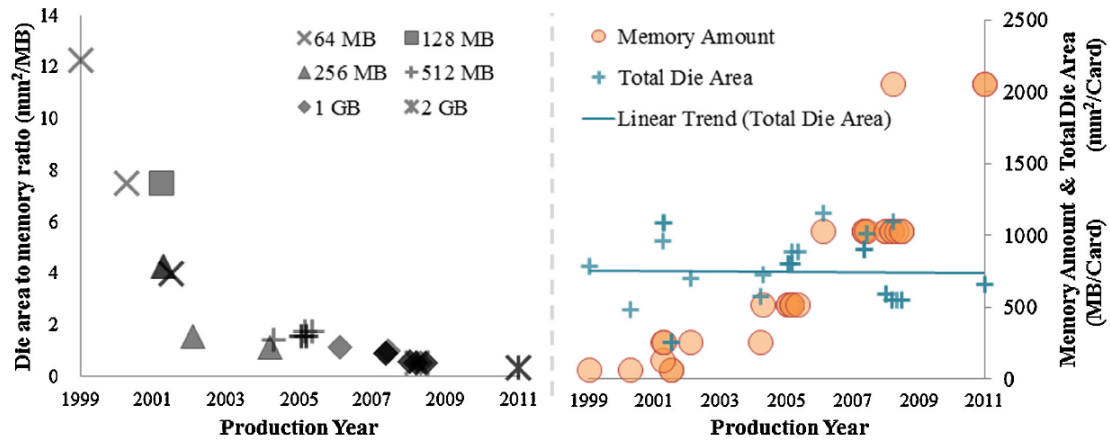 Die area to memory ratio (mm²/MB)
14
12
10
8
6
4
2
0
64 MB
128 MB
256 MB
512 MB
1 GB
2 GB
1999
2001
2003
2005
2007
2009
2011
Production Year
Memory Amount
Total Die Area
Linear Trend (Total Die Area)
2500
2000
1500
1000
500
0
Memory Amount & Total Die Area
(MB/Card)
(mm²/Card)
1999
2001
2003
2005
2007
2009
2011
Production Year